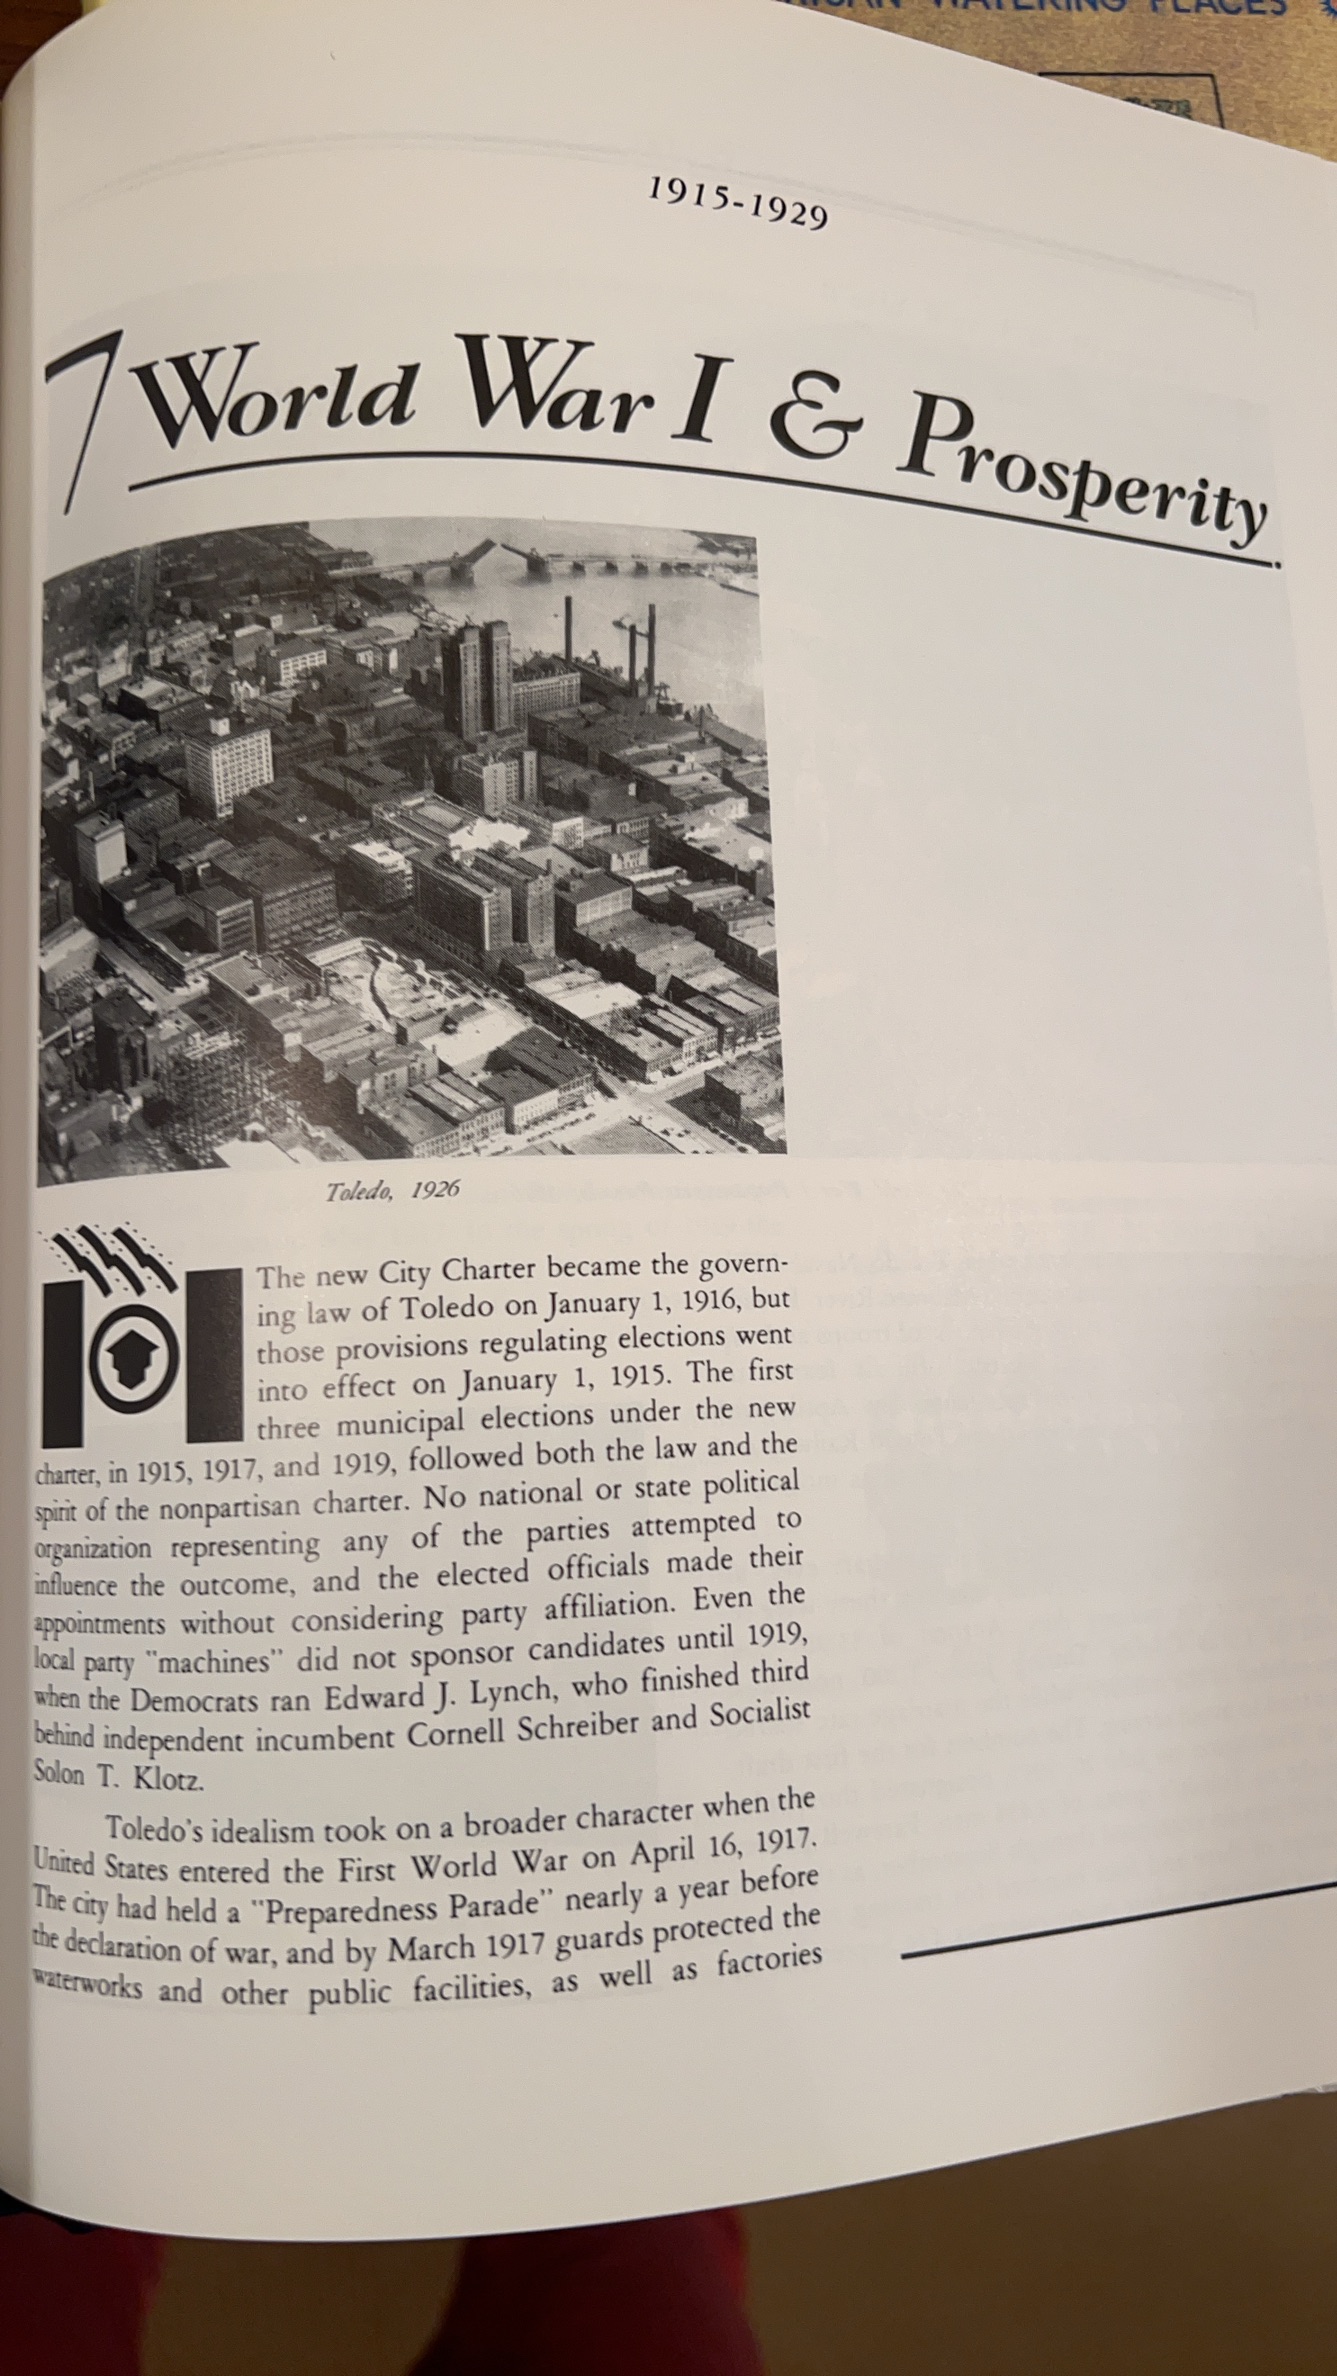 WATERING PLACES
1915-1929
7 World War I & Prosperity
Toledo, 1926
The new City Charter became the govern-
ing law of Toledo on January 1, 1916, but
those provisions regulating elections went
into effect on January 1, 1915. The first
three municipal elections under the new
charter, in 1915, 1917, and 1919, followed both the law and the
spirit of the nonpartisan charter. No national or state political
organization representing any of the parties attempted to
influence the outcome, and the elected officials made their
appointments without considering party affiliation. Even the
local party "machines" did not sponsor candidates until 1919,
when the Democrats ran Edward J. Lynch, who finished third
behind independent incumbent Cornell Schreiber and Socialist
Solon T. Klotz.
Toledo's idealism took on a broader character when the
United States entered the First World War on April 16, 1917.
The city had held a "Preparedness Parade" nearly a year before
the declaration of war, and by March 1917 guards protected the
waterworks and other public facilities, as well as factories